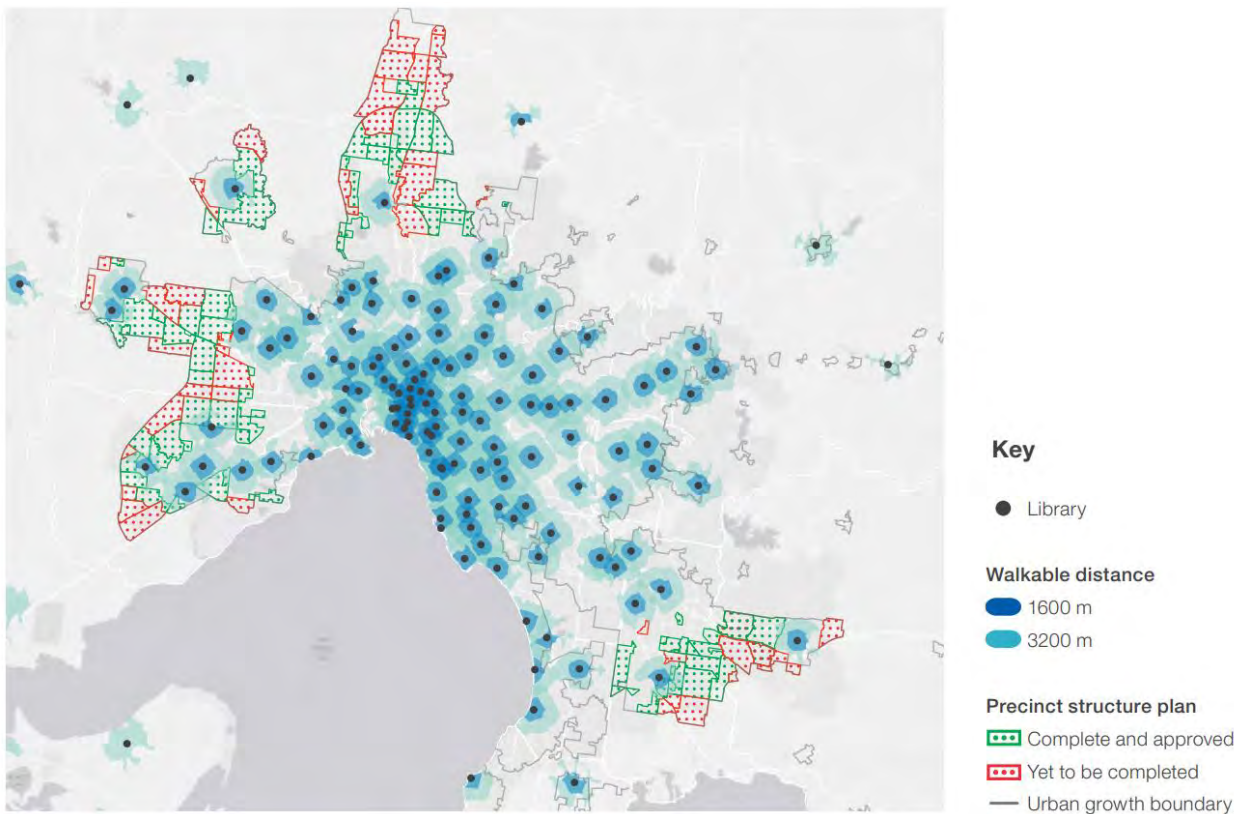 Key
Library
Walkable distance
1600 m
3200 m
Precinct structure plan
Complete and approved
Yet to be completed
Urban growth boundary